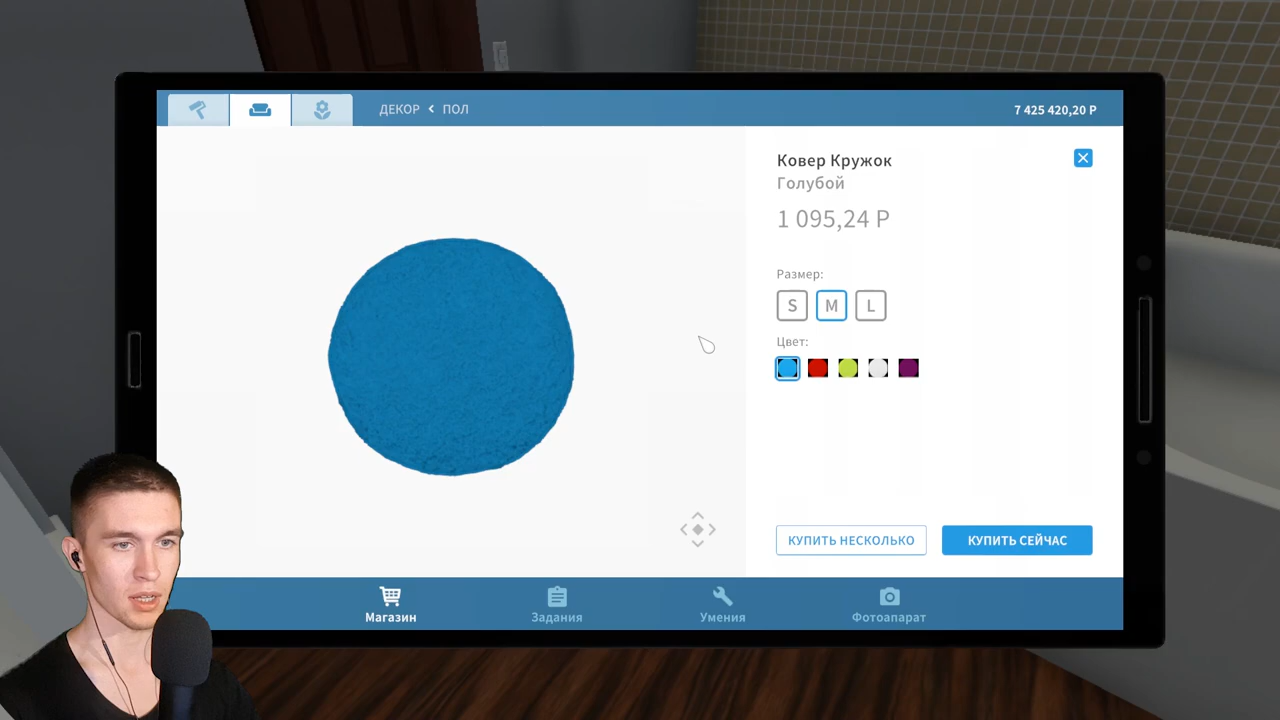 ДЕКОР < ПОЛ
7 425 420,20 Р
Ковер Кружок
Голубой
1 095,24 Р
Размер:
S M L
Цвет:
КУПИТЬ НЕСКОЛЬКО
КУПИТЬ СЕЙЧАС
Магазин
Задания
Умения
Фотоапарат